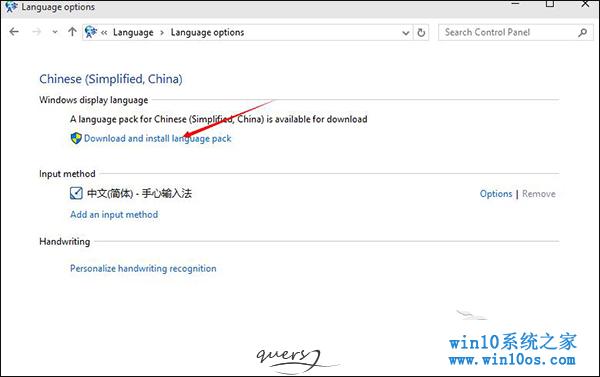 Language options
Language
Language options
Search Control Panel
Chinese (Simplified, China)
Windows display language
A language pack for Chinese (Simplified, China) is available for download
Download and install language pack
Input method
中文(简体) - 手心输入法
Options | Remove
Add an input method
Handwriting
Personalize handwriting recognition
win10系统之家
www.win10os.com
quers